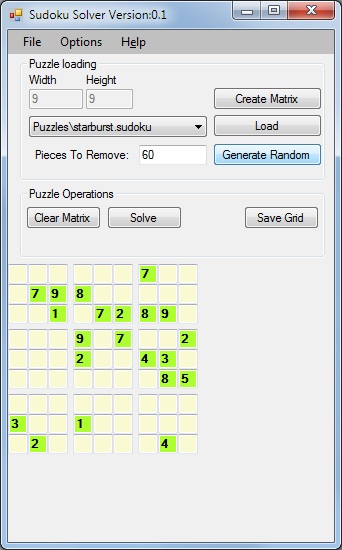 Sudoku Solver Version:0.1
File Options Help
Puzzle loading
Width Height
9 9 Create Matrix
Puzzles\starburst.sudoku Load
Pieces To Remove: 60 Generate Random
Puzzle Operations
Clear Matrix Solve Save Grid
7
7 9 8
1 7 2 8 9
9 7 2
2 4 3
8 5
3 1
2 4